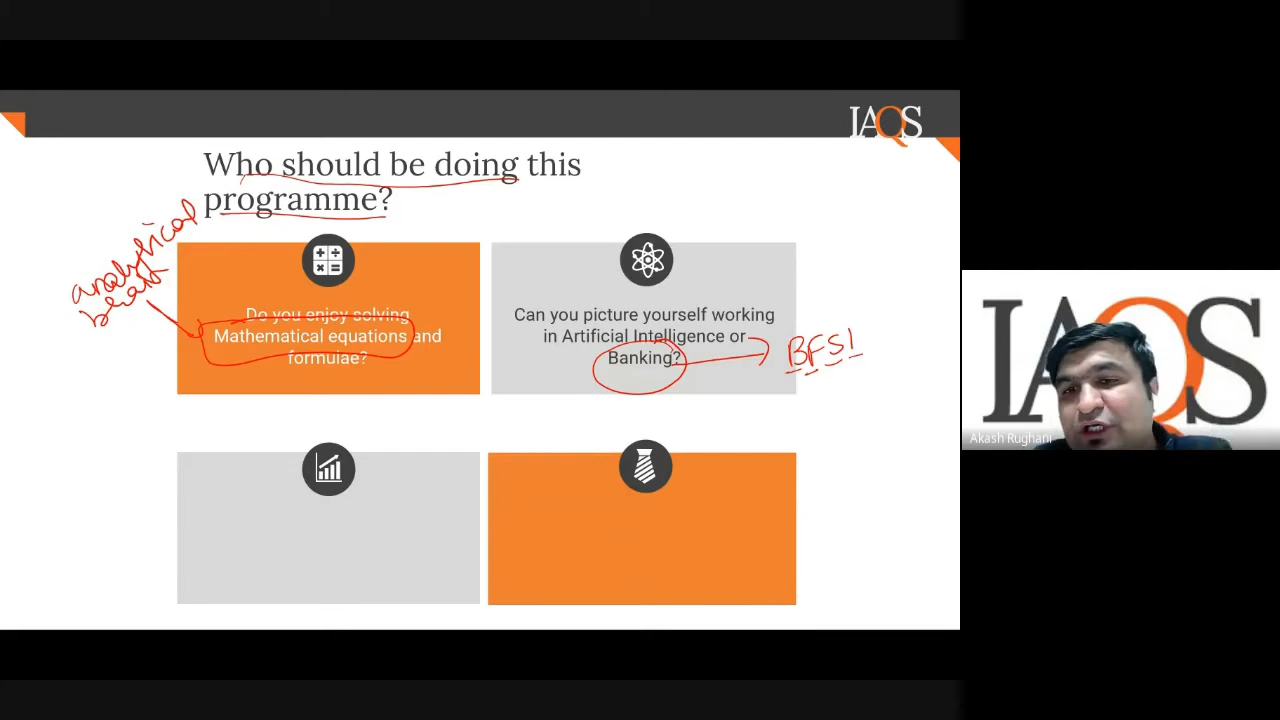 IAQS
Who should be doing this
programme?
analytical
Do you enjoy solving
Mathematical equations and
formulae?
Can you picture yourself working
in Artificial Intelligence or
Banking?
BFSI
IAQS
Akash Rughani